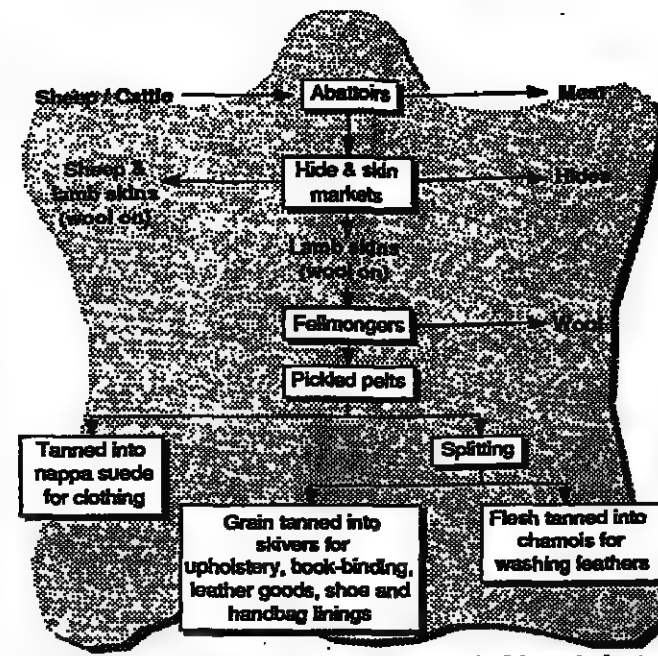 Sheep / Cattle
Abattoirs
Meat
Sheep &
lamb skins
(wool on)
Hide & skin
markets
Hides
Lamb skins
(wool on)
Fellmongers
Wool
Pickled pelts
Tanned into
nappa suede
for clothing
Splitting
Grain tanned into
skivers for
upholstery, book-binding,
leather goods, shoe and
handbag linings
Flesh tanned into
chamois for
washing feathers